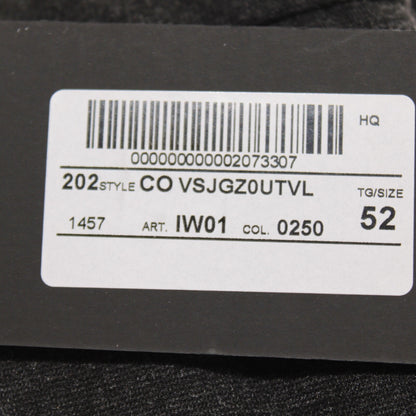 HQ
000000000002073307
202 STYLE CO VSJGZ0UTVL
TG/SIZE
1457 ART. IW01 COL. 0250 52